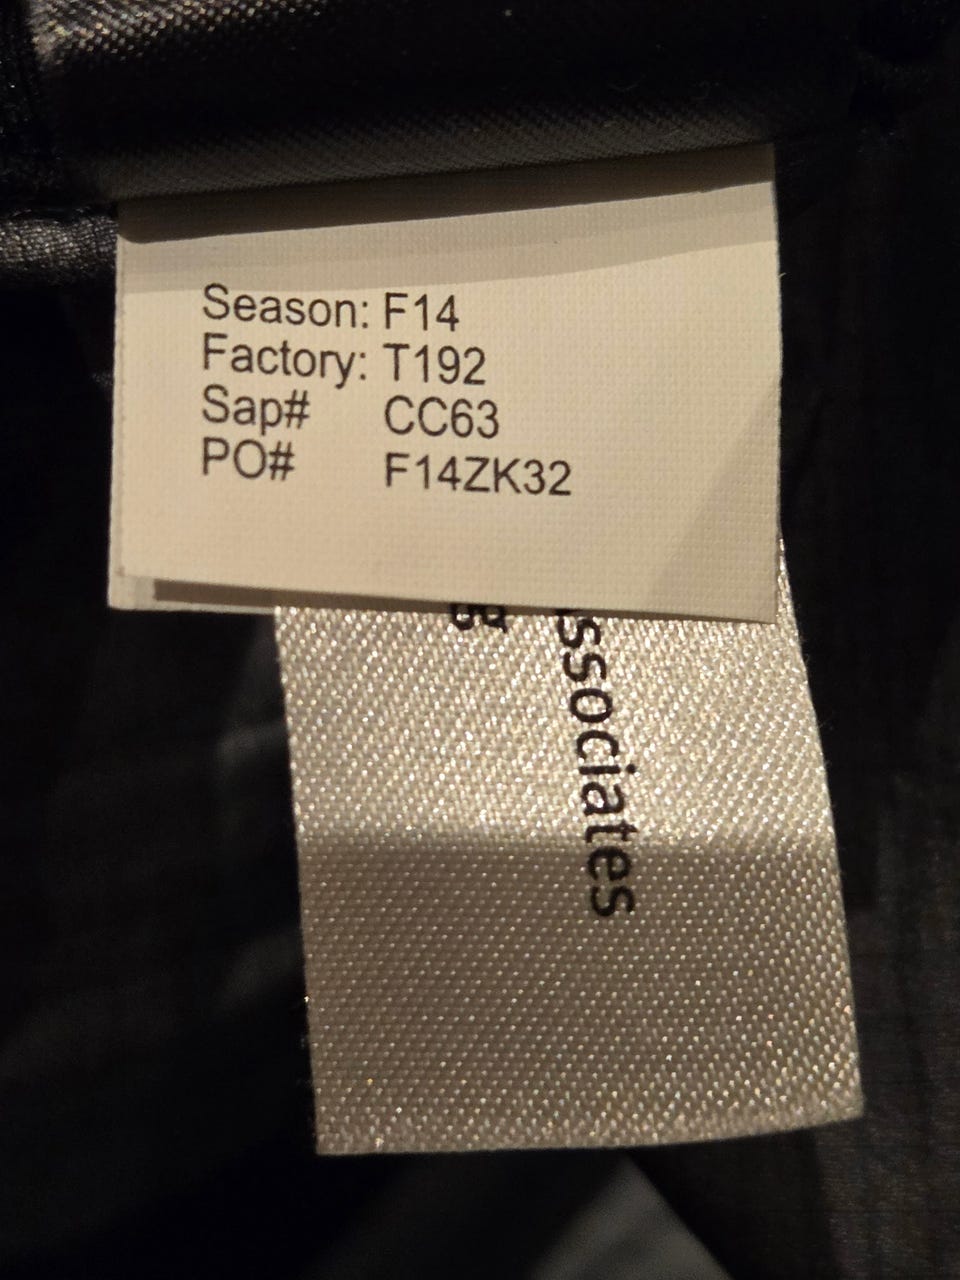 Season: F14
Factory: T192
Sap# CC63
PO# F14ZK32
ssociates
g